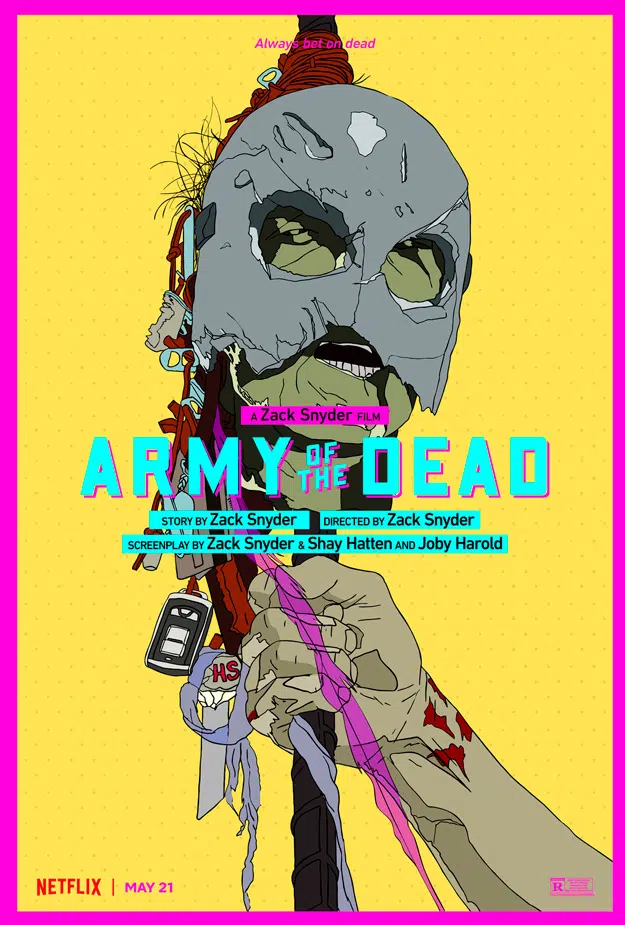 Always bet on dead
A Zack Snyder FILM
ARMY OF THE DEAD
STORY BY Zack Snyder DIRECTED BY Zack Snyder
SCREENPLAY BY Zack Snyder & Shay Hatten AND Joby Harold
HS
NETFLIX | MAY 21
R